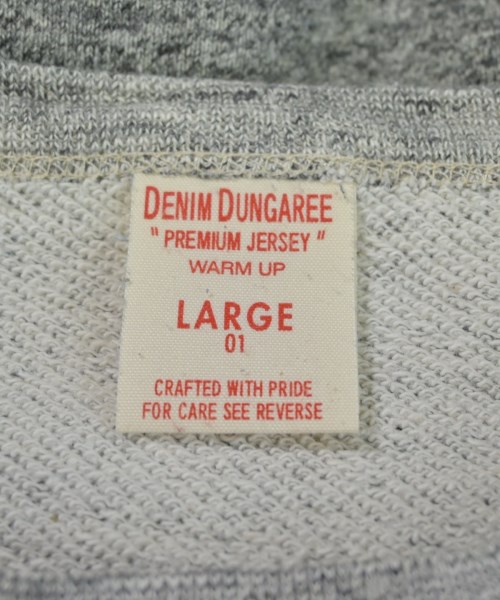 DENIM DUNGAREE
" PREMIUM JERSEY "
WARM UP
LARGE
01
CRAFTED WITH PRIDE
FOR CARE SEE REVERSE